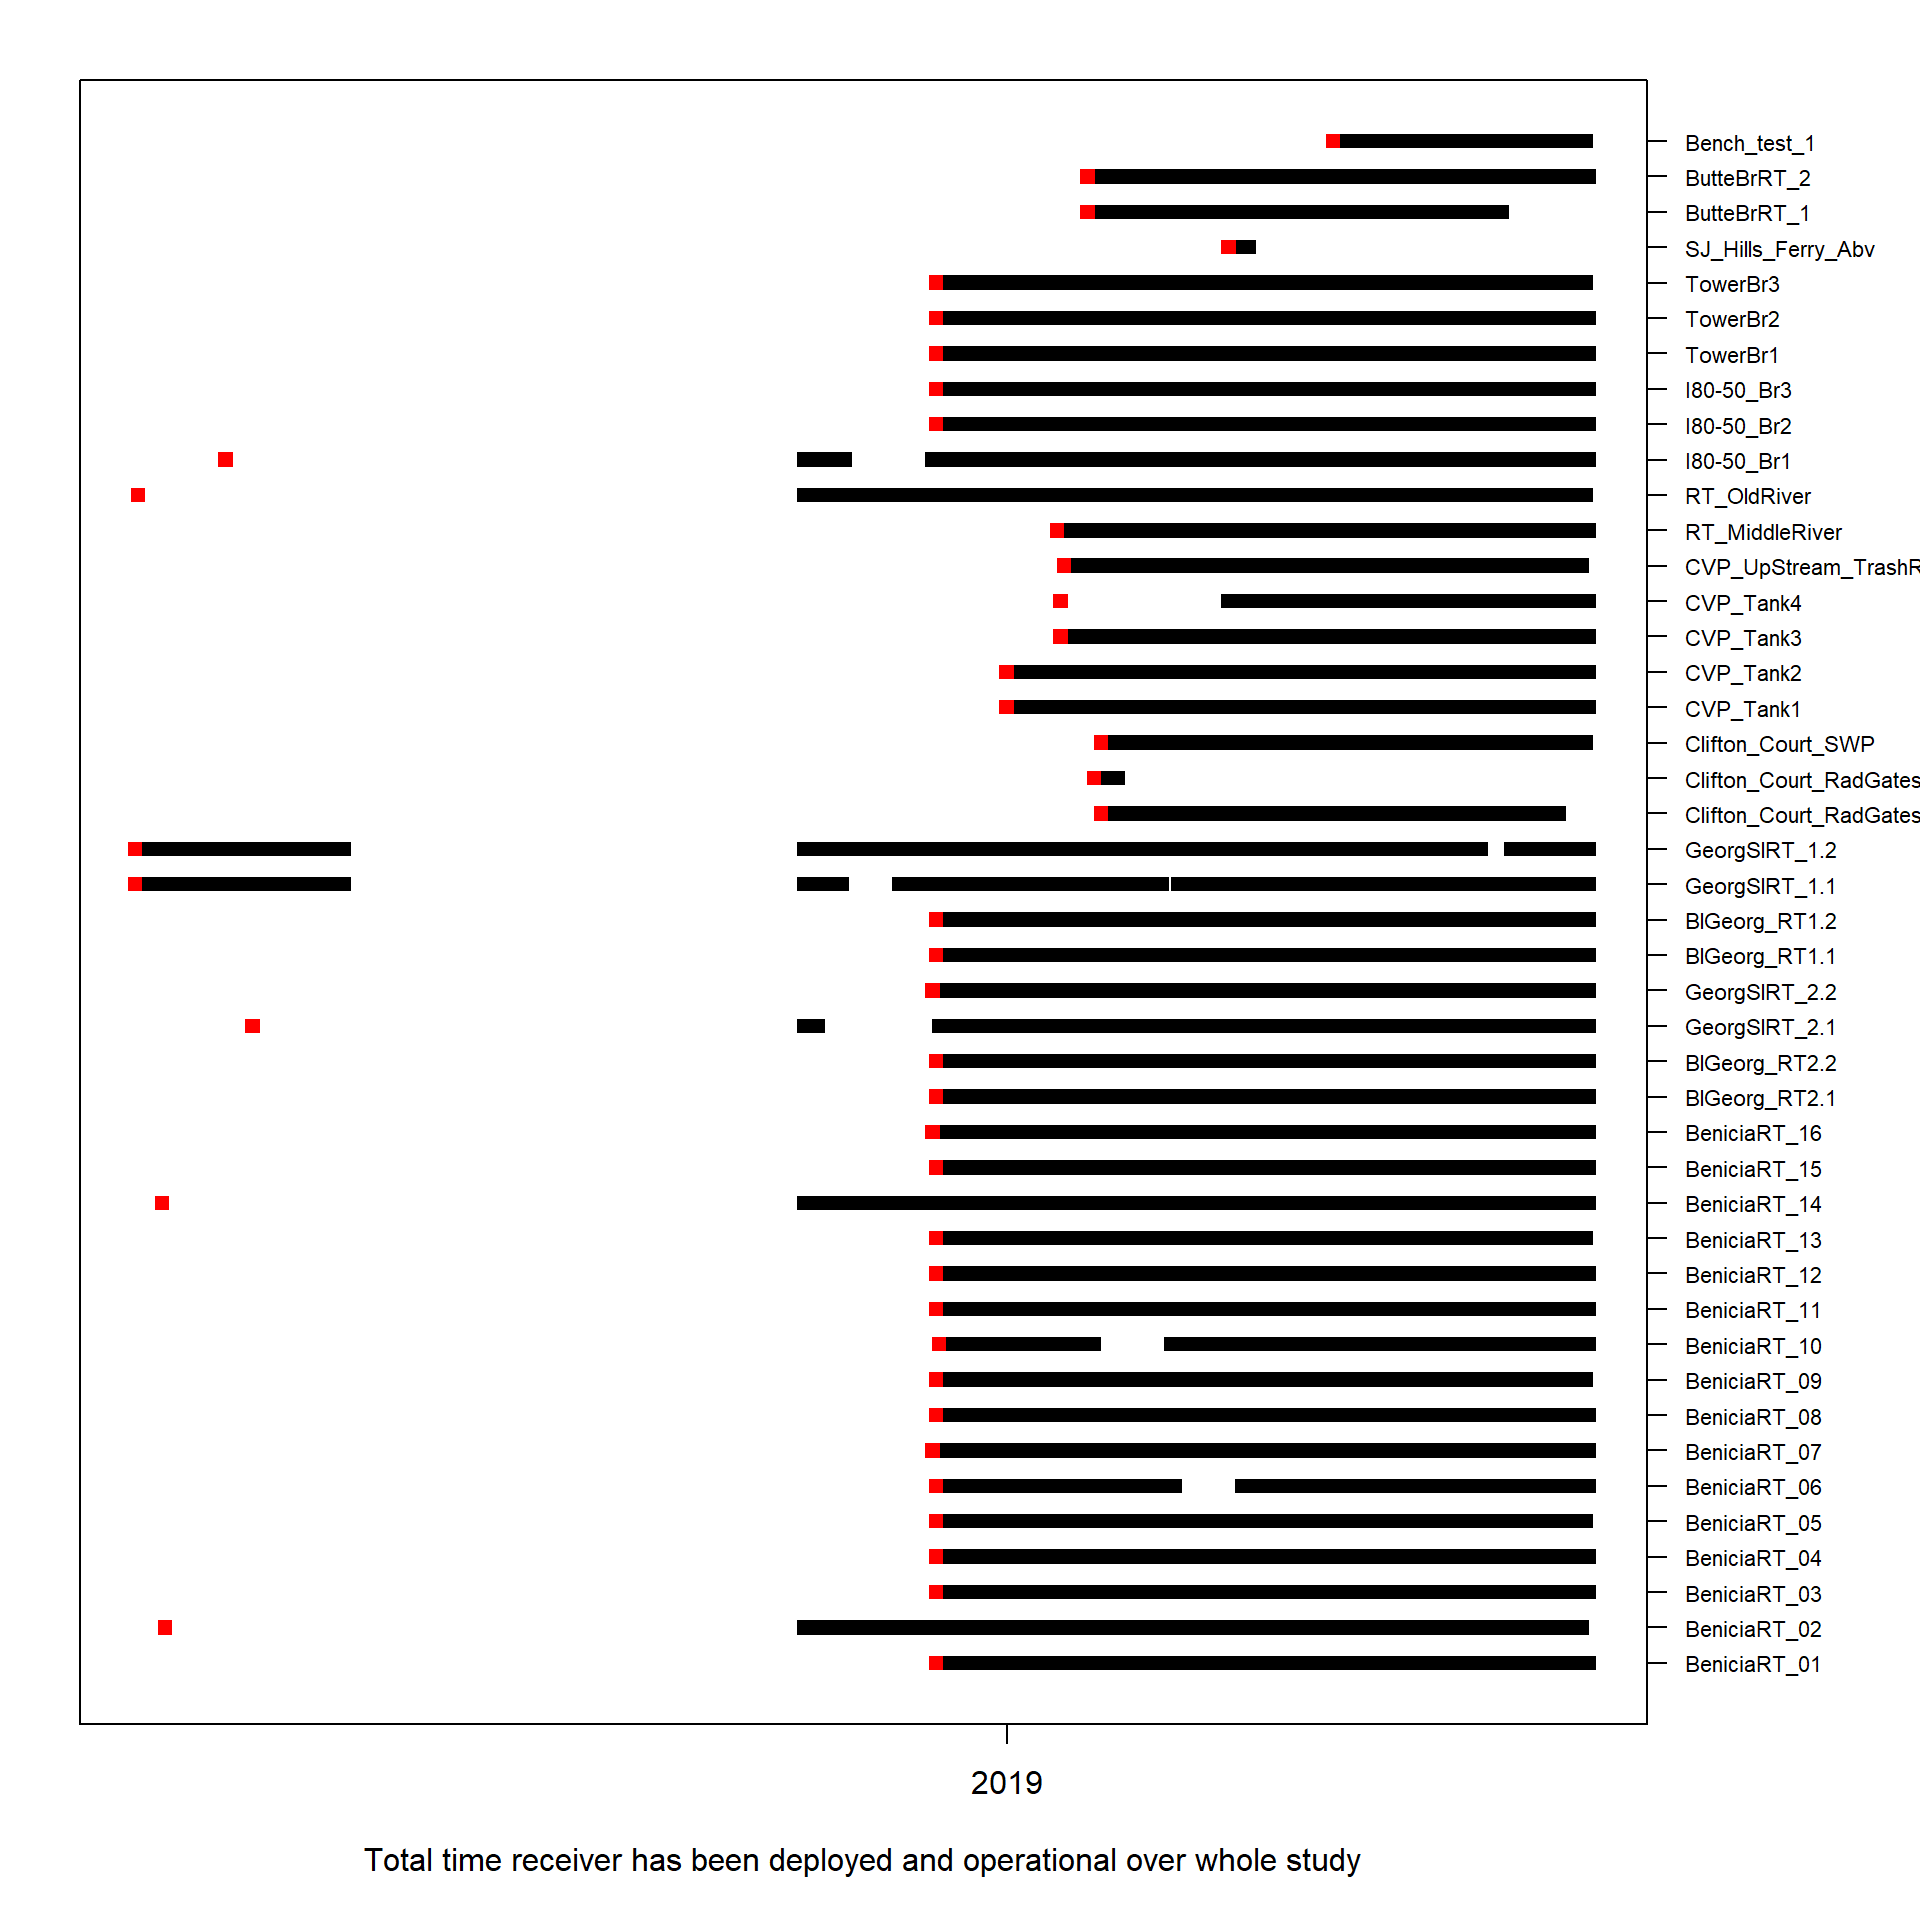 Bench_test_1
ButteBrRT_2
ButteBrRT_1
SJ_Hills_Ferry_Abv
TowerBr3
TowerBr2
TowerBr1
I80-50_Br3
I80-50_Br2
I80-50_Br1
RT_OldRiver
RT_MiddleRiver
CVP_UpStream_TrashR
CVP_Tank4
CVP_Tank3
CVP_Tank2
CVP_Tank1
Clifton_Court_SWP
Clifton_Court_RadGates
Clifton_Court_RadGates
GeorgSlRT_1.2
GeorgSlRT_1.1
BlGeorg_RT1.2
BlGeorg_RT1.1
GeorgSlRT_2.2
GeorgSlRT_2.1
BlGeorg_RT2.2
BlGeorg_RT2.1
BeniciaRT_16
BeniciaRT_15
BeniciaRT_14
BeniciaRT_13
BeniciaRT_12
BeniciaRT_11
BeniciaRT_10
BeniciaRT_09
BeniciaRT_08
BeniciaRT_07
BeniciaRT_06
BeniciaRT_05
BeniciaRT_04
BeniciaRT_03
BeniciaRT_02
BeniciaRT_01
2019
Total time receiver has been deployed and operational over whole study